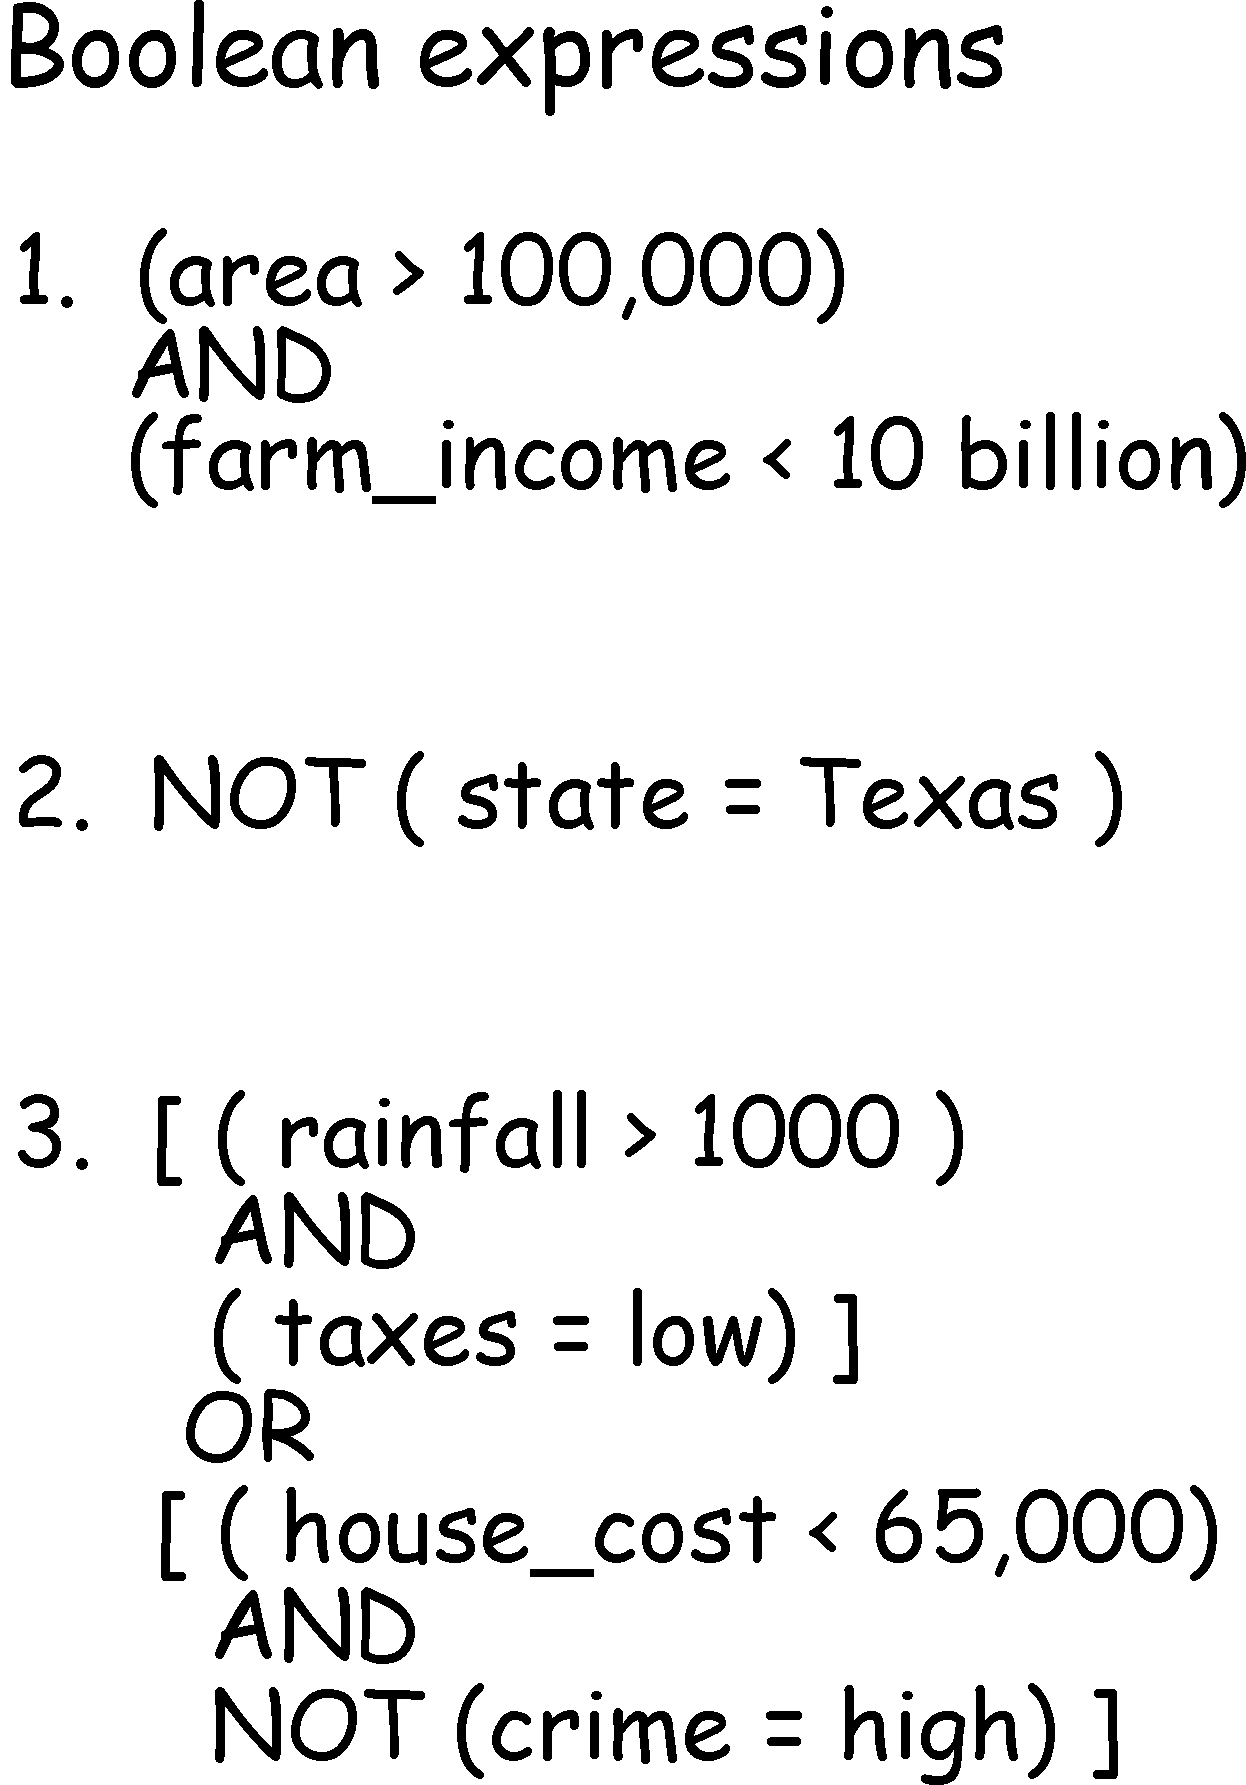 Boolean expressions
1. (area > 100,000)
AND
(farm_income < 10 billion)
2. NOT ( state = Texas )
3. [ ( rainfall > 1000 )
AND
( taxes = low) ]
OR
[ ( house_cost < 65,000)
AND
NOT (crime = high) ]